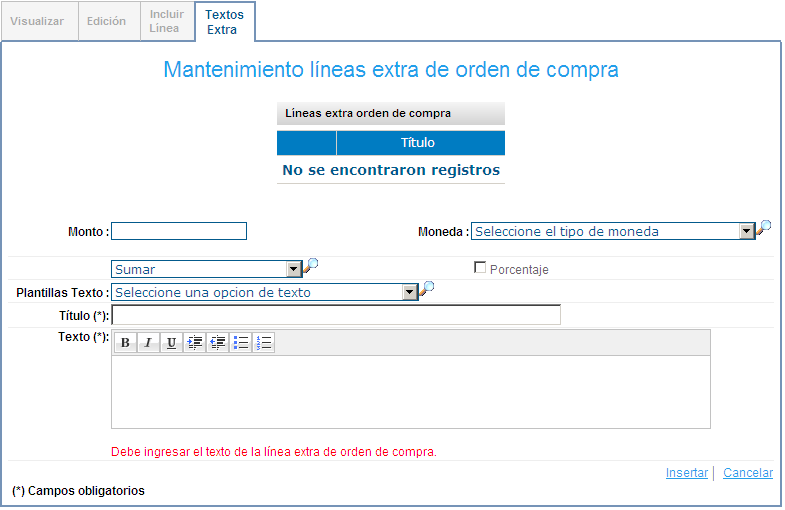 Visualizar
Edición
Incluir
Línea
Textos
Extra
Mantenimiento líneas extra de orden de compra
Líneas extra orden de compra
Título
No se encontraron registros
Monto :
Moneda : Seleccione el tipo de moneda
Sumar
Porcentaje
Plantillas Texto : Seleccione una opcion de texto
Título (*):
Texto (*):
B I U
Debe ingresar el texto de la línea extra de orden de compra.
Insertar Cancelar
(*) Campos obligatorios